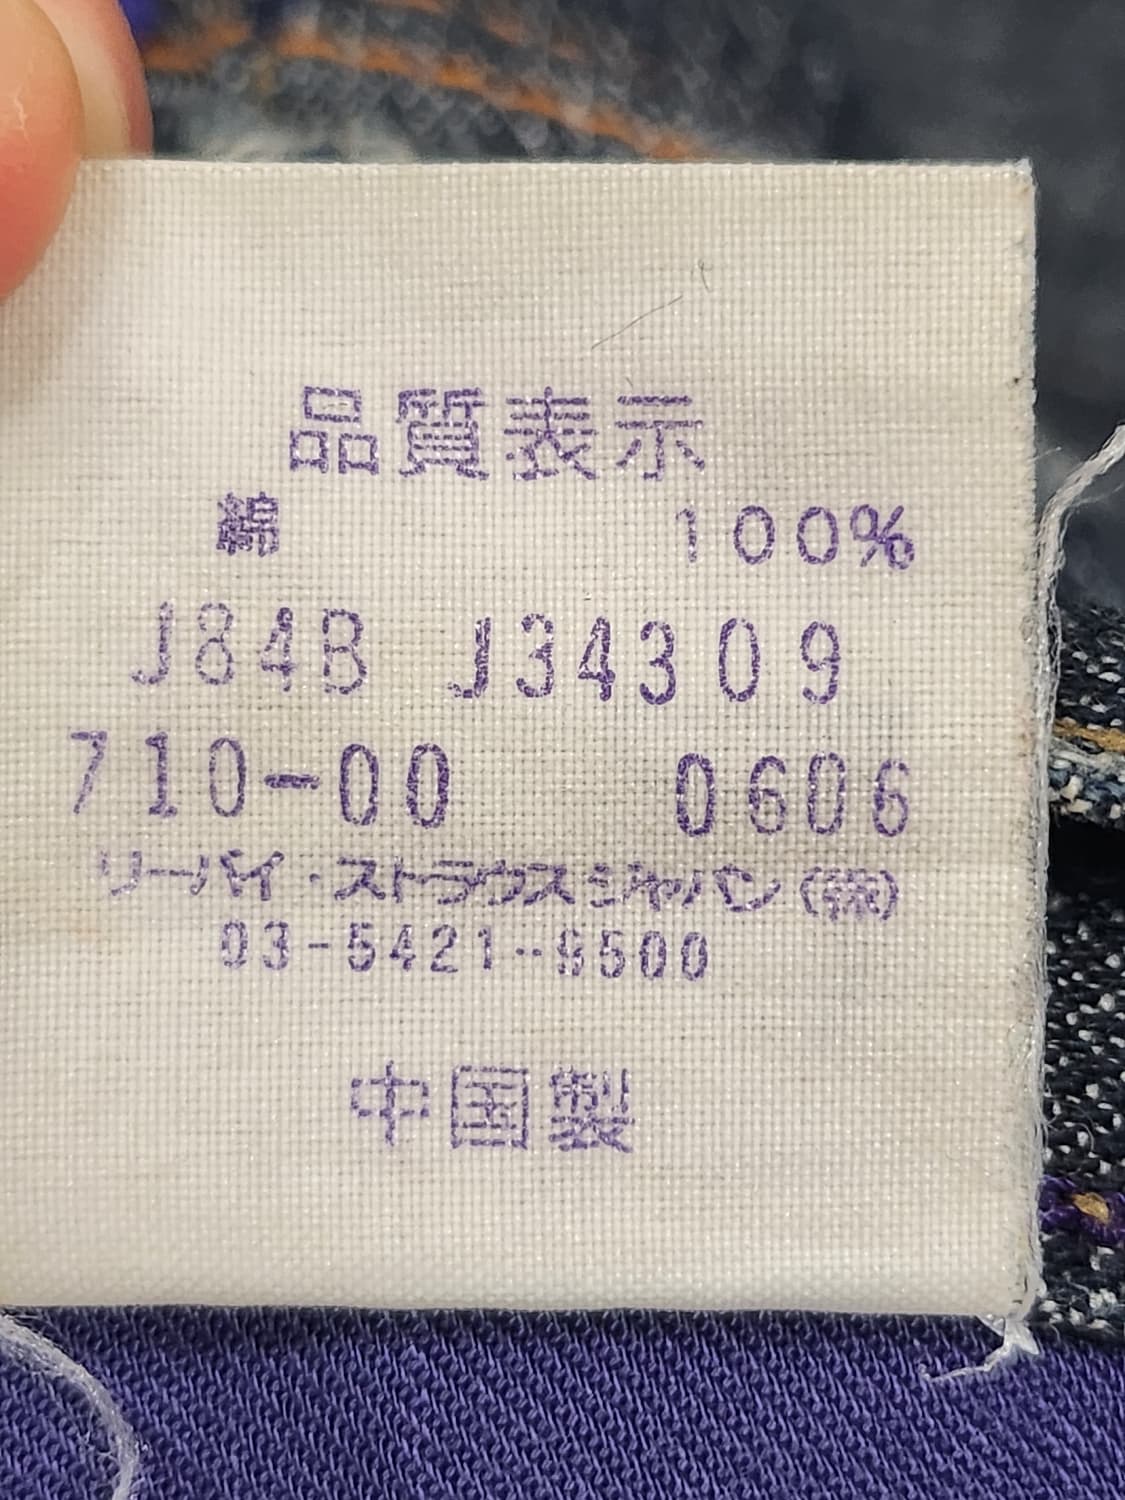 品質表示
綿 100%
J84B J34309
710-00 0606
リーバイ・ストラウスジャパン(株)
03-5421-9500
中国製